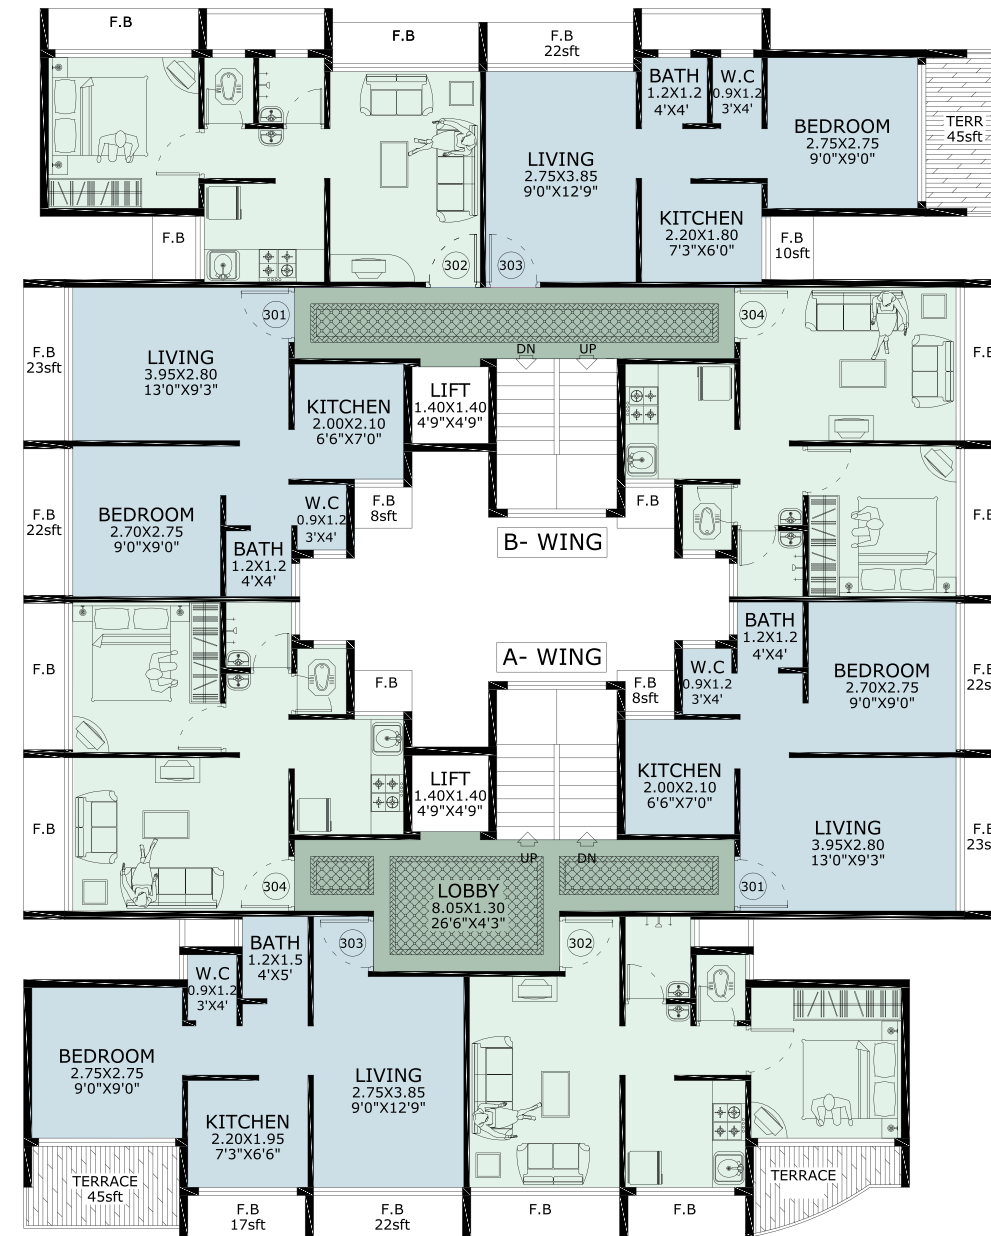 F.B
F.B
F.B
22sft
BATH
1.2X1.2
4'X4'
W.C
0.9X1.2
3'X4'
BEDROOM
2.75X2.75
9'0"X9'0"
TERR
45sft
LIVING
2.75X3.85
9'0"X12'9"
KITCHEN
2.20X1.80
7'3"X6'0"
F.B
F.B
10sft
302
303
301
304
F.B
23sft
LIVING
3.95X2.80
13'0"X9'3"
DN
UP
F.B
KITCHEN
2.00X2.10
6'6"X7'0"
LIFT
1.40X1.40
4'9"X4'9"
F.B
22sft
BEDROOM
2.70X2.75
9'0"X9'0"
W.C
0.9X1.2
3'X4'
F.B
8sft
F.B
F.B
BATH
1.2X1.2
4'X4'
B- WING
A- WING
F.B
F.B
F.B
8sft
W.C
0.9X1.2
3'X4'
BATH
1.2X1.2
4'X4'
BEDROOM
2.70X2.75
9'0"X9'0"
F.B
22s
LIFT
1.40X1.40
4'9"X4'9"
KITCHEN
2.00X2.10
6'6"X7'0"
F.B
LIVING
3.95X2.80
13'0"X9'3"
F.B
23s
UP
DN
304
LOBBY
8.05X1.30
26'6"X4'3"
301
BATH
1.2X1.5
4'X5'
303
302
W.C
0.9X1.2
3'X4'
BEDROOM
2.75X2.75
9'0"X9'0"
LIVING
2.75X3.85
9'0"X12'9"
KITCHEN
2.20X1.95
7'3"X6'6"
TERRACE
45sft
TERRACE
F.B
17sft
F.B
22sft
F.B
F.B